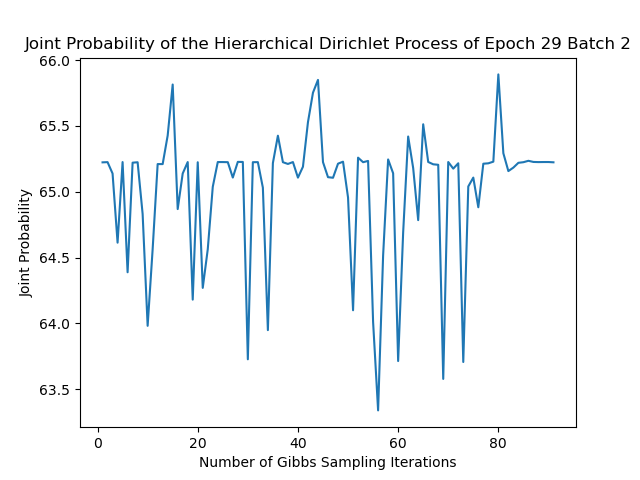 Joint Probability of the Hierarchical Dirichlet Process of Epoch 29 Batch 2
66.0
65.5
65.0
64.5
64.0
63.5
Joint Probability
0 20 40 60 80
Number of Gibbs Sampling Iterations